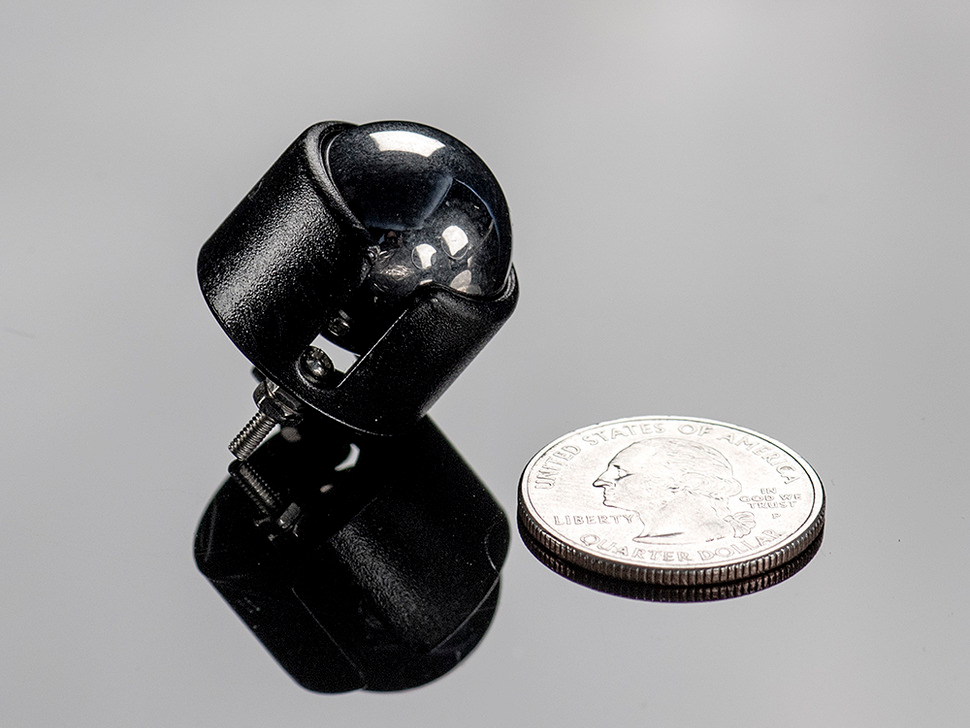 UNITED STATES OF AMERICA
IN
GOD WE
TRUST
P
LIBERTY
QUARTER DOLLAR